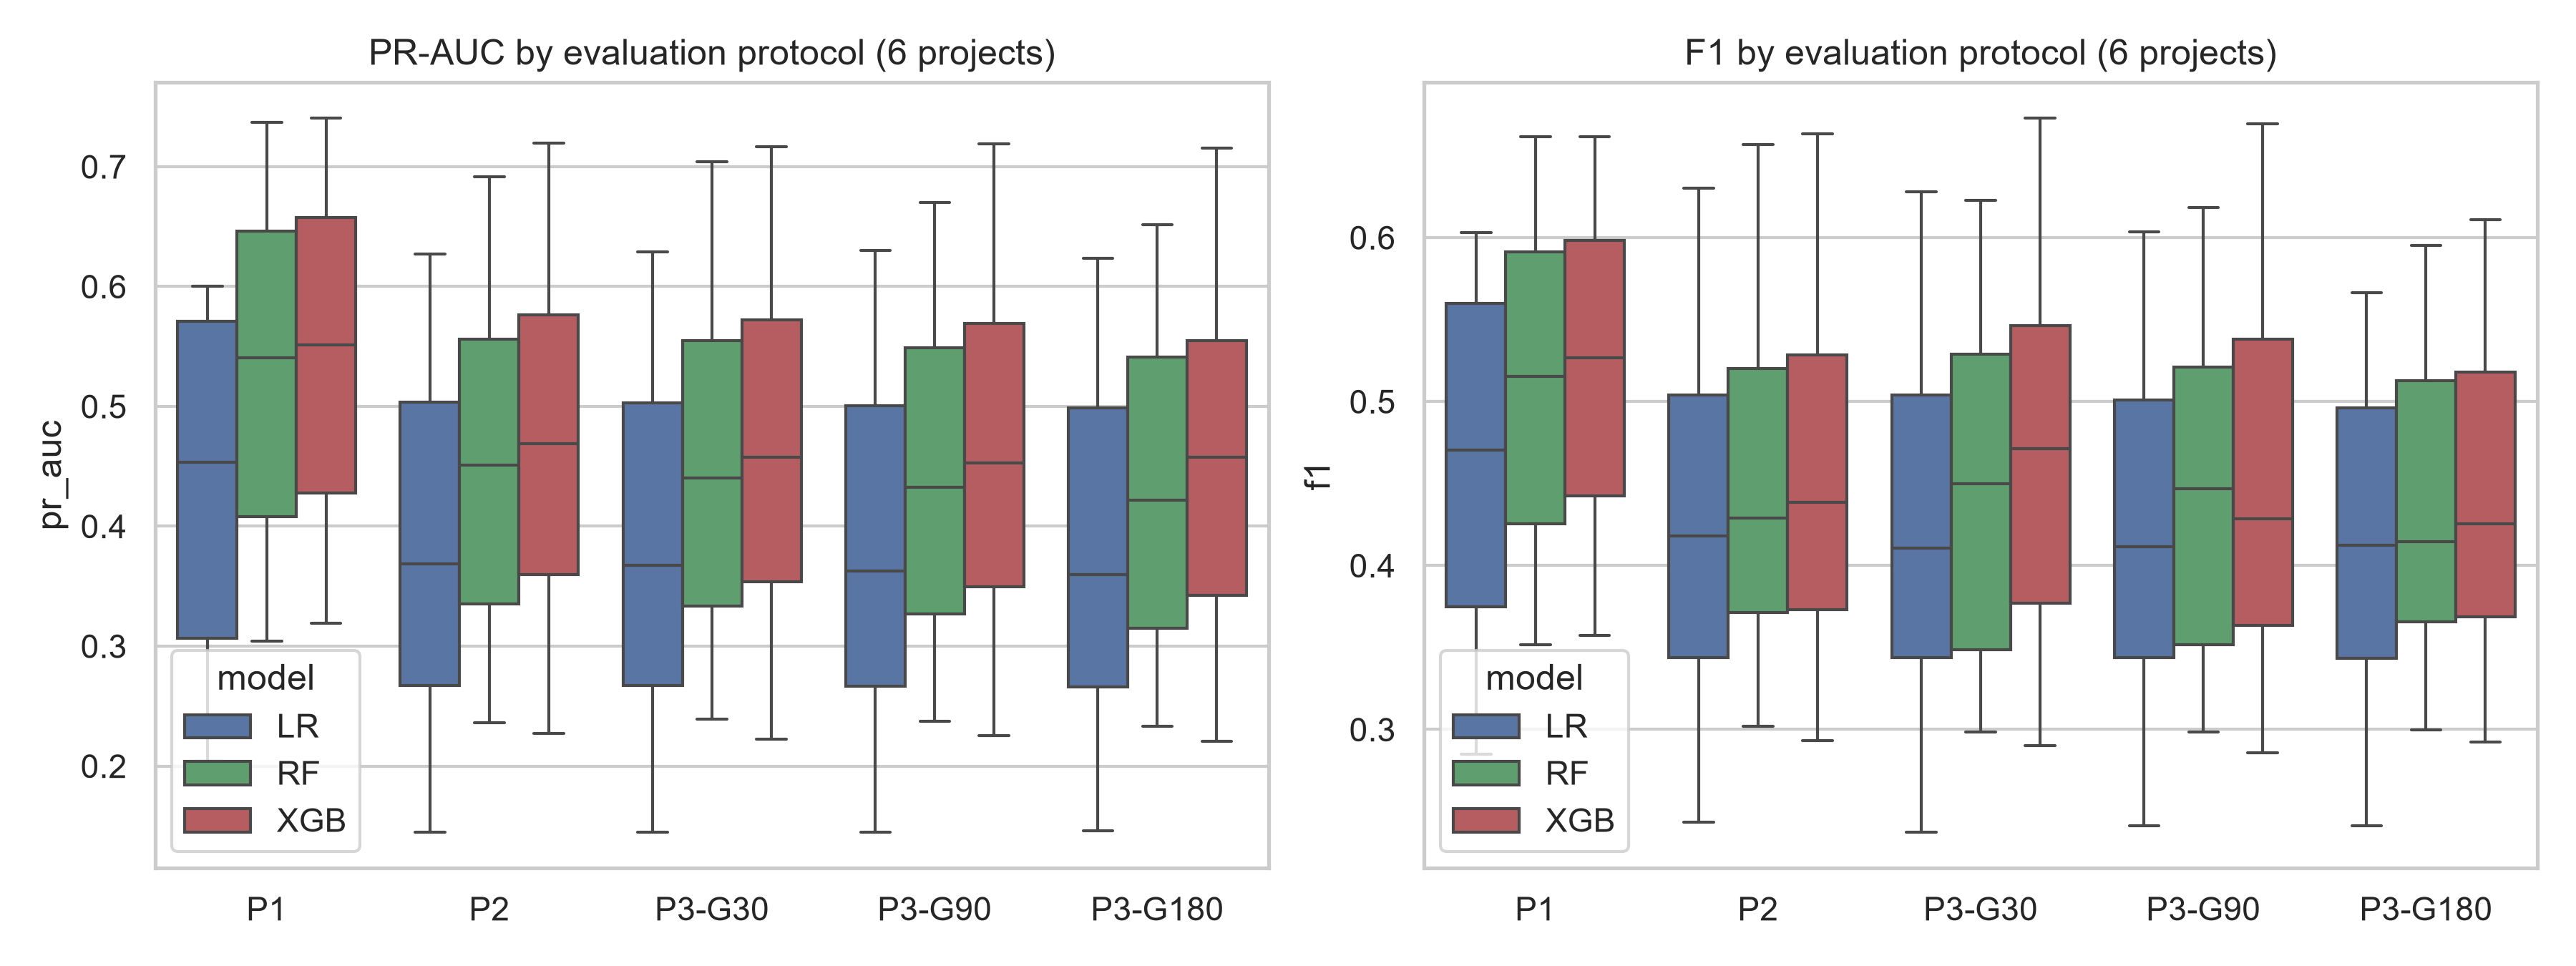 PR-AUC by evaluation protocol (6 projects)
pr_auc
0.7
0.6
0.5
0.4
0.3
0.2
model
LR
RF
XGB
P1
P2
P3-G30
P3-G90
P3-G180
F1 by evaluation protocol (6 projects)
f1
0.6
0.5
0.4
0.3
model
LR
RF
XGB
P1
P2
P3-G30
P3-G90
P3-G180